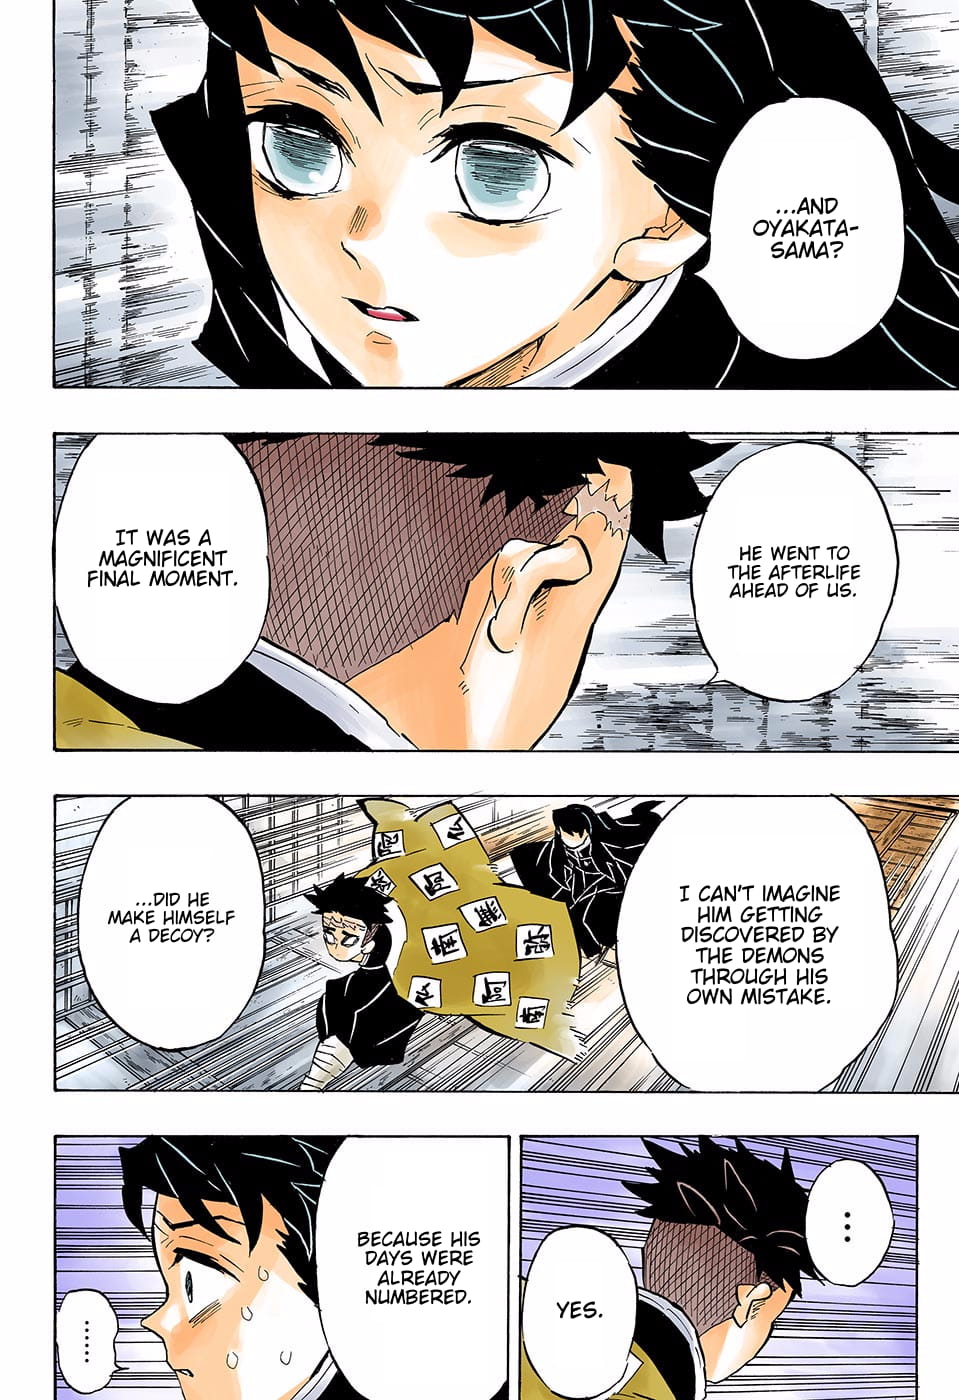 ...AND
OYAKATA-
SAMA?
HE WENT TO
THE AFTERLIFE
AHEAD OF US.
IT WAS A
MAGNIFICENT
FINAL MOMENT.
I CAN'T IMAGINE
HIM GETTING
DISCOVERED BY
THE DEMONS
THROUGH HIS
OWN MISTAKE.
...DID HE
MAKE HIMSELF
A DECOY?
...
YES.
BECAUSE HIS
DAYS WERE
ALREADY
NUMBERED.
......